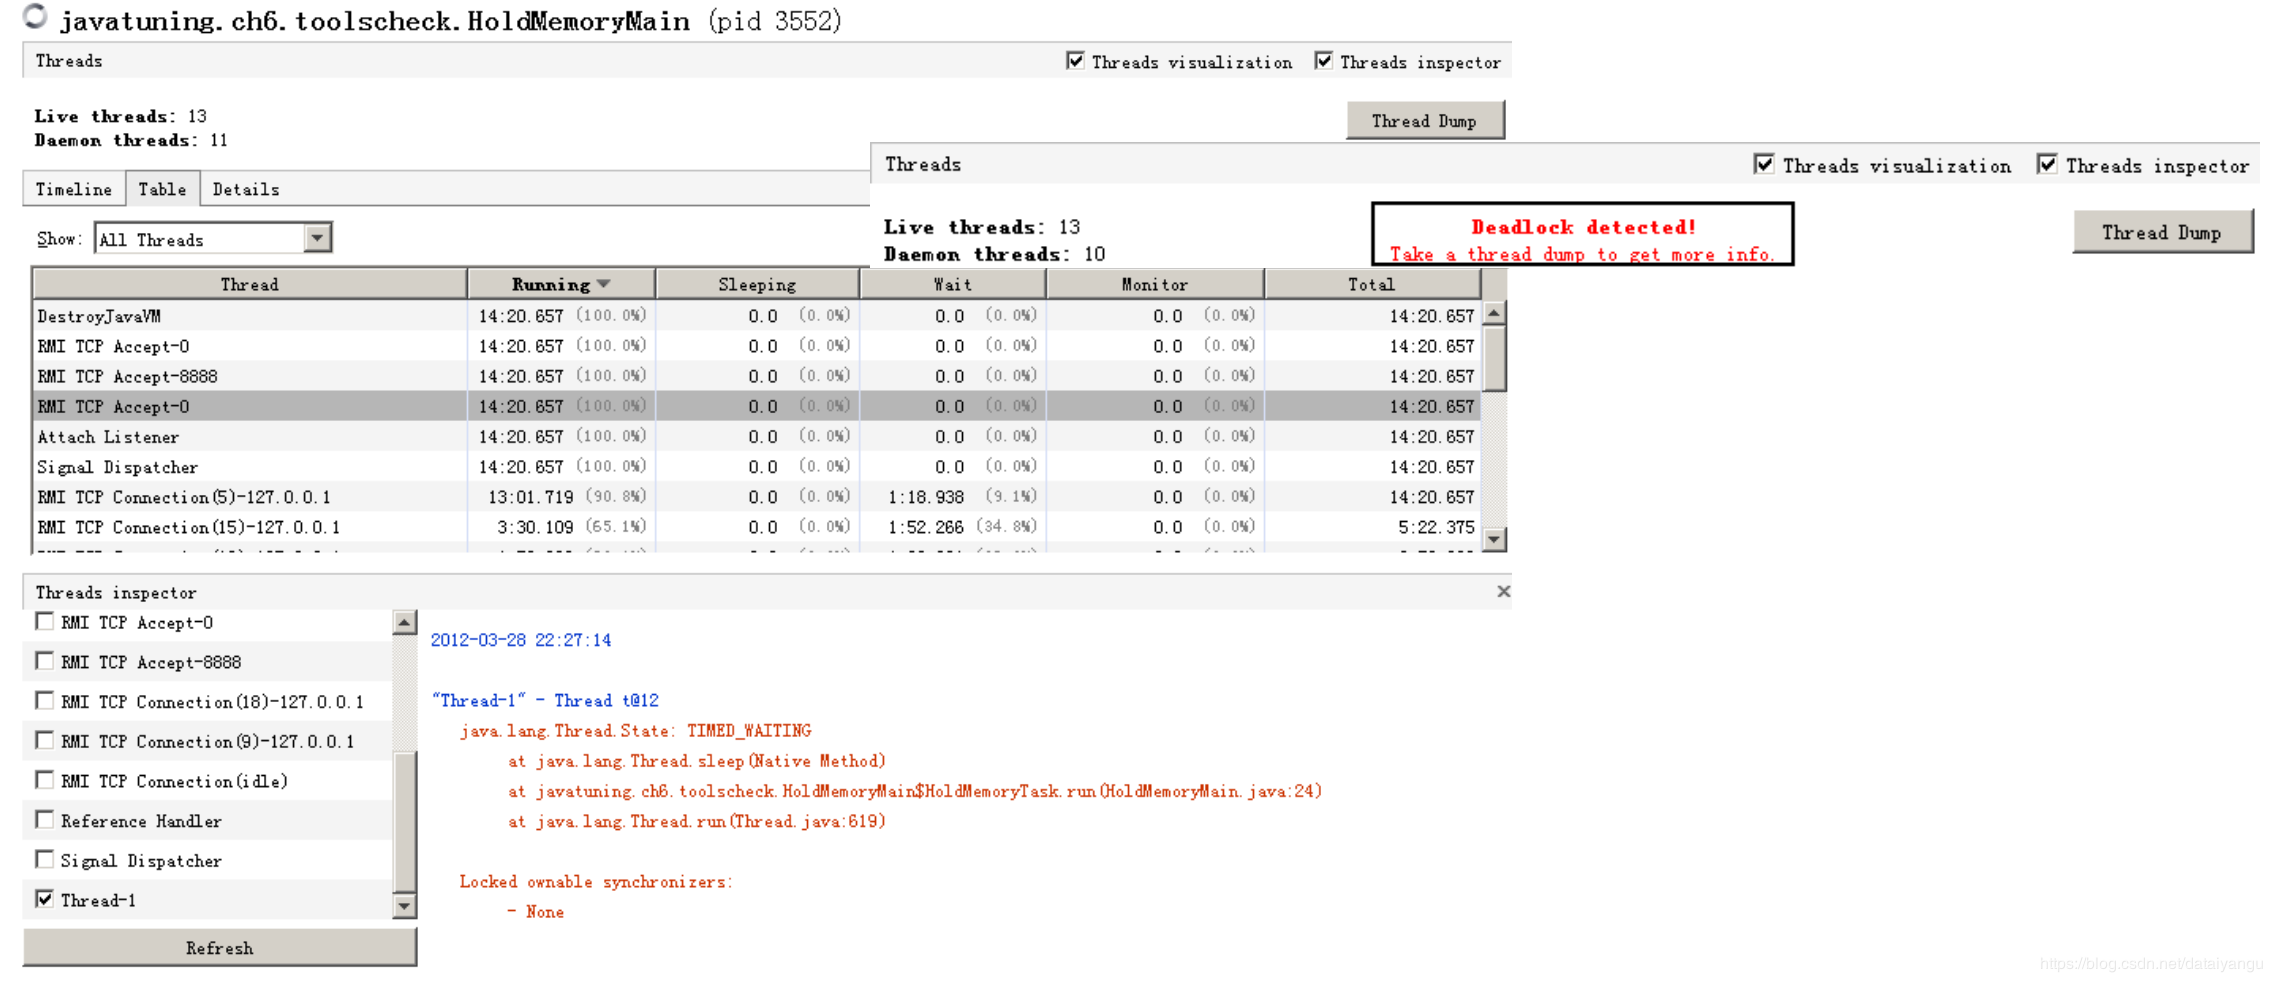 javatuning.ch6.toolscheck.HoldMemoryMain (pid 3552)
Threads
Threads visualization
Threads inspector
Live threads: 13
Daemon threads: 11
Thread Dump
Threads
Threads visualization
Threads inspector
Live threads: 13
Daemon threads: 10
Deadlock detected!
Take a thread dump to get more info.
Thread Dump
Timeline Table Details
Show: All Threads
Thread Running Sleeping Wait Monitor Total
DestroyJavaVM 14:20.657 (100.0%) 0.0 (0.0%) 0.0 (0.0%) 0.0 (0.0%) 14:20.657
RMI TCP Accept-0 14:20.657 (100.0%) 0.0 (0.0%) 0.0 (0.0%) 0.0 (0.0%) 14:20.657
RMI TCP Accept-8888 14:20.657 (100.0%) 0.0 (0.0%) 0.0 (0.0%) 0.0 (0.0%) 14:20.657
RMI TCP Accept-0 14:20.657 (100.0%) 0.0 (0.0%) 0.0 (0.0%) 0.0 (0.0%) 14:20.657
Attach Listener 14:20.657 (100.0%) 0.0 (0.0%) 0.0 (0.0%) 0.0 (0.0%) 14:20.657
Signal Dispatcher 14:20.657 (100.0%) 0.0 (0.0%) 0.0 (0.0%) 0.0 (0.0%) 14:20.657
RMI TCP Connection(5)-127.0.0.1 13:01.719 (90.8%) 0.0 (0.0%) 1:18.938 (9.1%) 0.0 (0.0%) 14:20.657
RMI TCP Connection(15)-127.0.0.1 3:30.109 (65.1%) 0.0 (0.0%) 1:52.266 (34.8%) 0.0 (0.0%) 5:22.375
Threads inspector
RMI TCP Accept-0
RMI TCP Accept-8888
RMI TCP Connection(18)-127.0.0.1
RMI TCP Connection(9)-127.0.0.1
RMI TCP Connection(idle)
Reference Handler
Signal Dispatcher
Thread-1
Refresh
2012-03-28 22:27:14
"Thread-1" - Thread t@12
java.lang.Thread.State: TIMED_WAITING
at java.lang.Thread.sleep(Native Method)
at javatuning.ch6.toolscheck.HoldMemoryMain$HoldMemoryTask.run(HoldMemoryMain.java:24)
at java.lang.Thread.run(Thread.java:619)
Locked ownable synchronizers:
- None
https://blog.csdn.net/dataiyangu